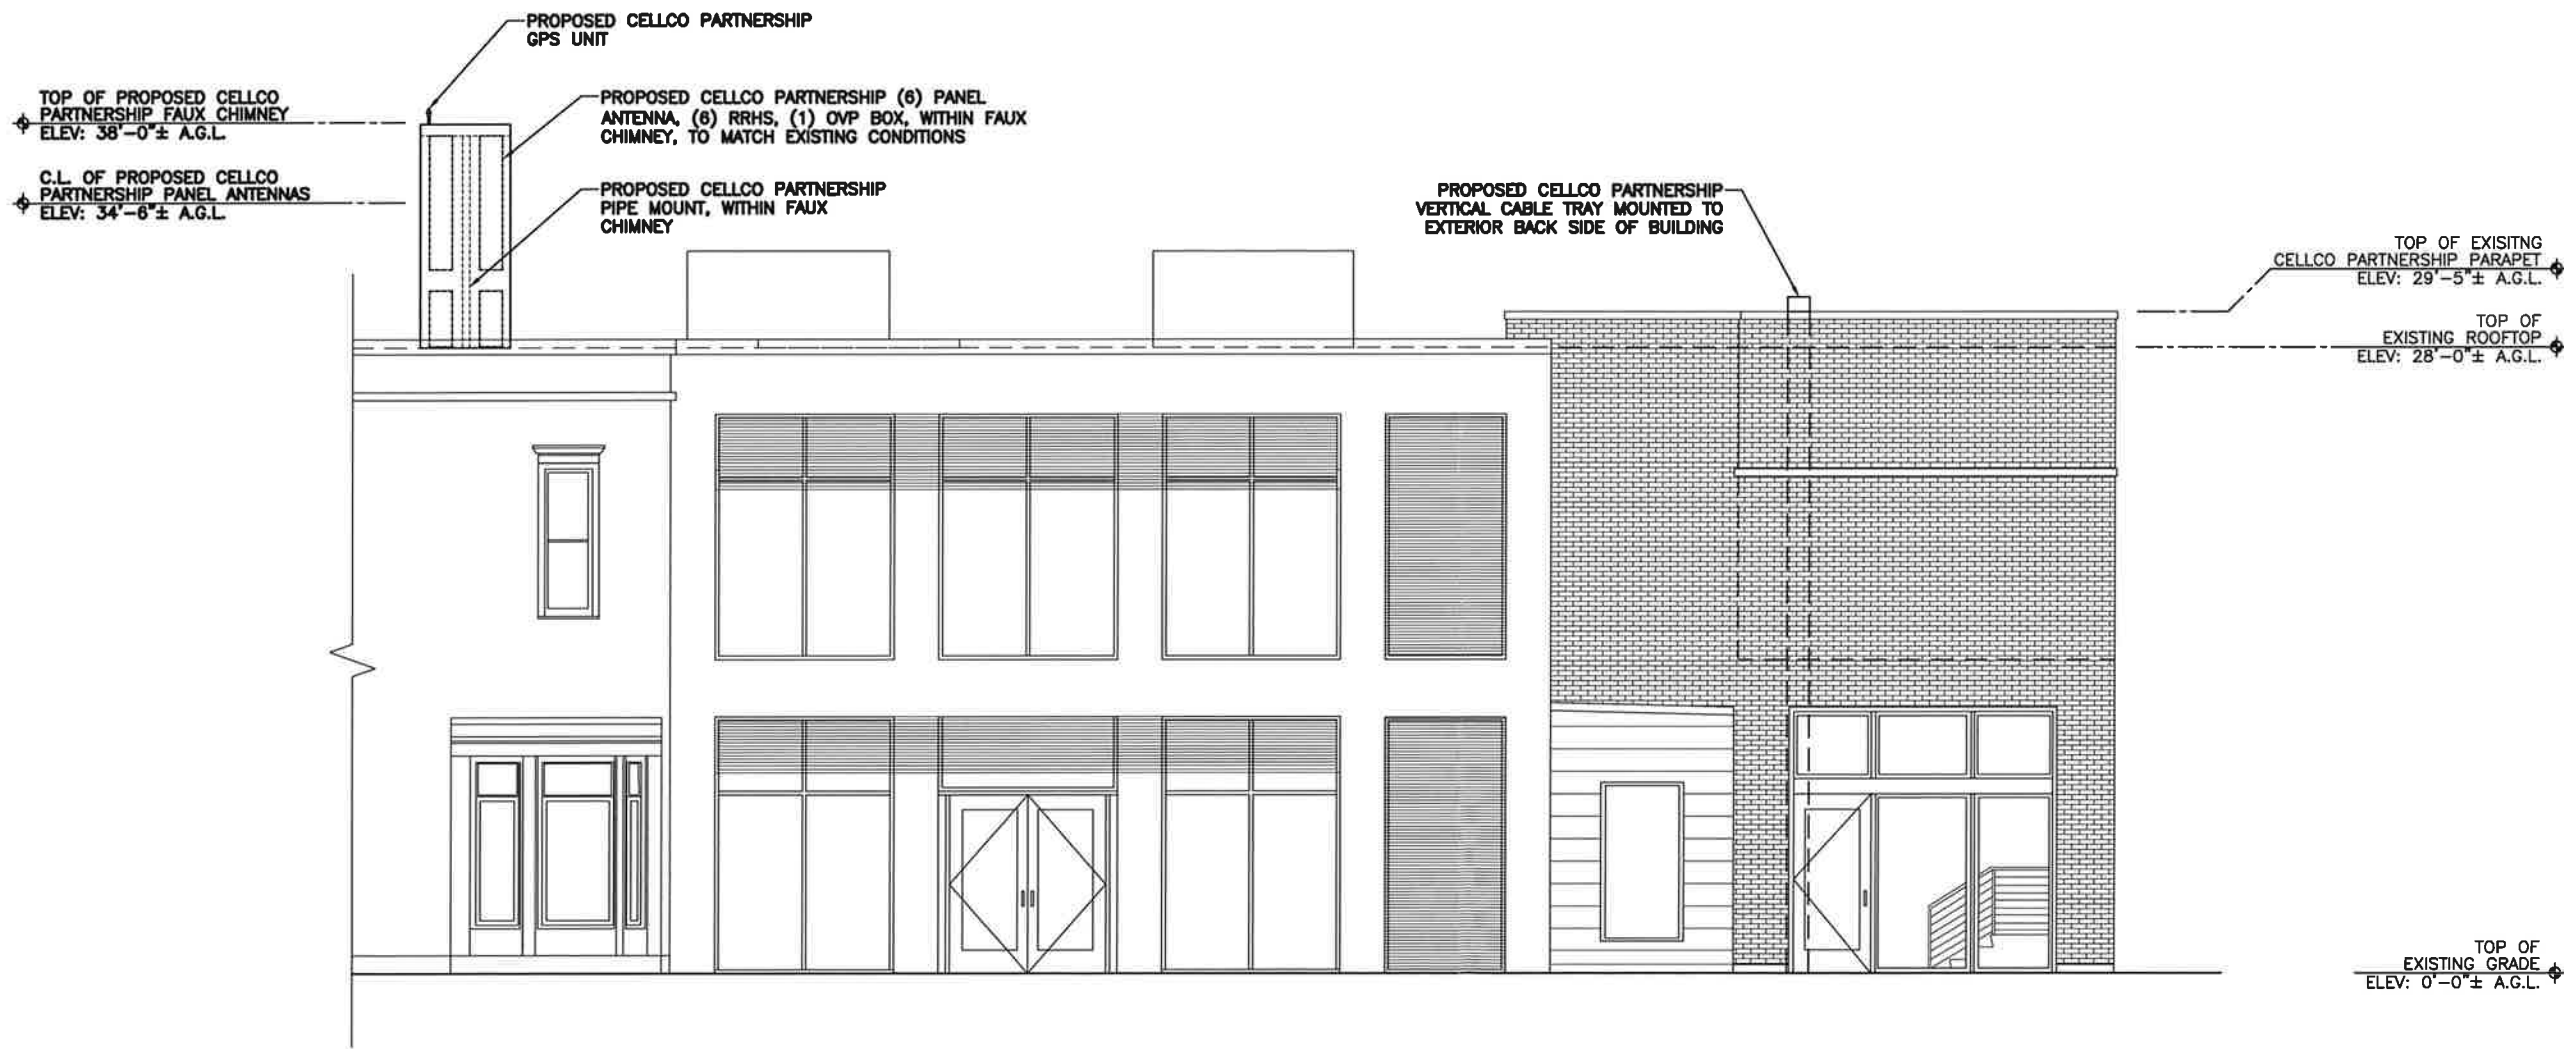 PROPOSED CELLCO PARTNERSHIP
GPS UNIT
TOP OF PROPOSED CELLCO
PARTNERSHIP FAUX CHIMNEY
ELEV: 38'-0"± A.G.L.
PROPOSED CELLCO PARTNERSHIP (6) PANEL
ANTENNA, (6) RRHS, (1) OVP BOX, WITHIN FAUX
CHIMNEY, TO MATCH EXISTING CONDITIONS
C.L. OF PROPOSED CELLCO
PARTNERSHIP PANEL ANTENNAS
ELEV: 34'-6"± A.G.L.
PROPOSED CELLCO PARTNERSHIP
PIPE MOUNT, WITHIN FAUX
CHIMNEY
PROPOSED CELLCO PARTNERSHIP
VERTICAL CABLE TRAY MOUNTED TO
EXTERIOR BACK SIDE OF BUILDING
TOP OF EXISITNG
CELLCO PARTNERSHIP PARAPET
ELEV: 29'-5"± A.G.L.
TOP OF
EXISTING ROOFTOP
ELEV: 28'-0"± A.G.L.
TOP OF
EXISTING GRADE
ELEV: 0'-0"± A.G.L.